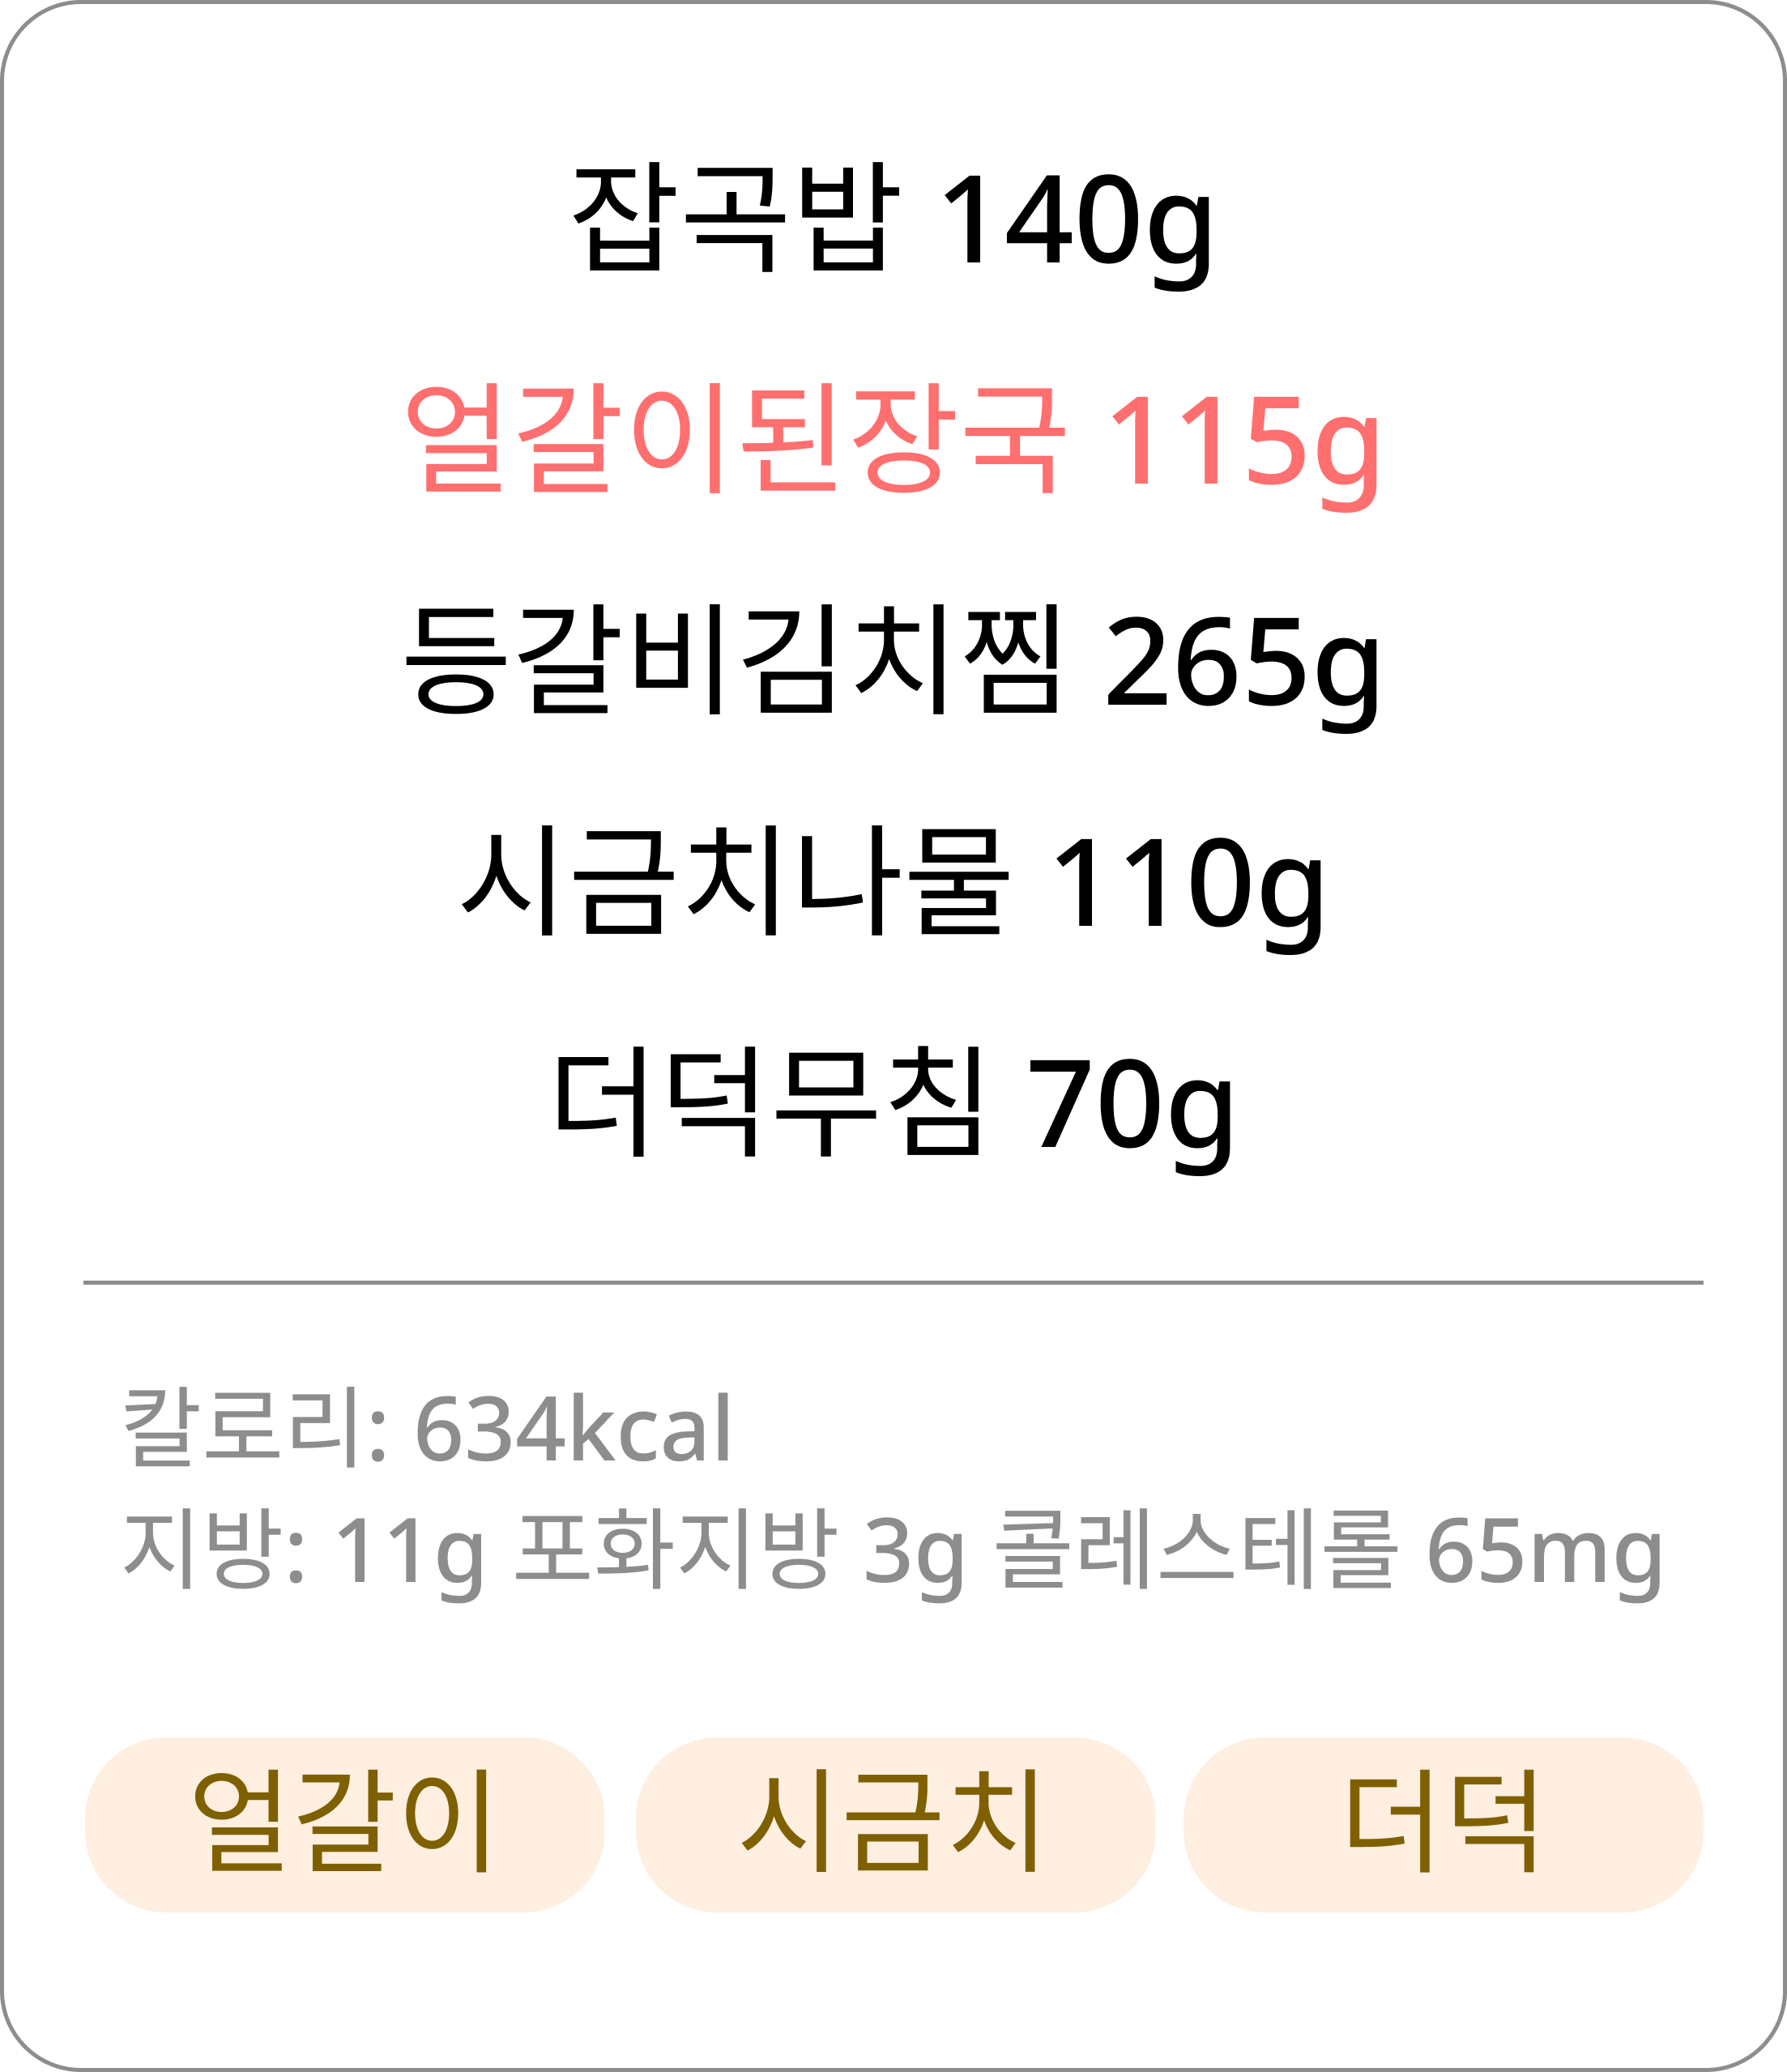 잡곡밥 140g
얼갈이된장국 115g
등갈비김치찜 265g
시금치나물 110g
더덕무침 70g
칼로리: 634kcal
지방: 11g 포화지방 3g 콜레스테롤 65mg
얼갈이 시금치 더덕